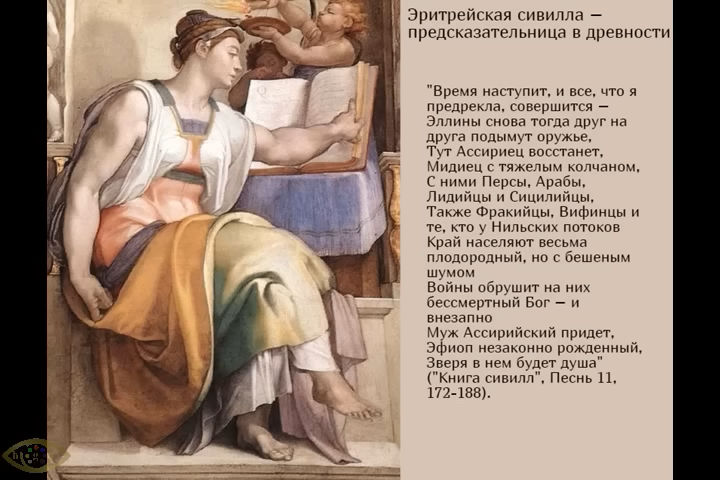 Эритрейская сивилла –
предсказательница в древности
"Время наступит, и все, что я
предрекла, совершится –
Эллины снова тогда друг на
друга подымут оружье,
Тут Ассириец восстанет,
Мидиец с тяжелым колчаном,
С ними Персы, Арабы,
Лидийцы и Сицилийцы,
Также Фракийцы, Вифинцы и
те, кто у Нильских потоков
Край населяют весьма
плодородный, но с бешеным
шумом
Войны обрушит на них
бессмертный Бог – и
внезапно
Муж Ассирийский придет,
Эфиоп незаконно рожденный,
Зверя в нем будет душа"
("Книга сивилл", Песнь 11,
172-188).